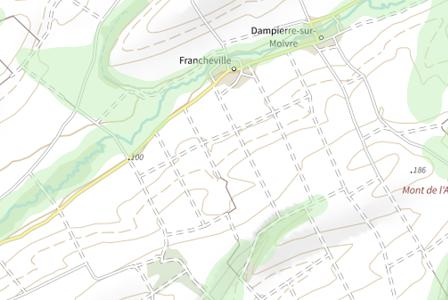 Dampierre-sur-
Moivre
Francheville
100
186
Mont de l'A